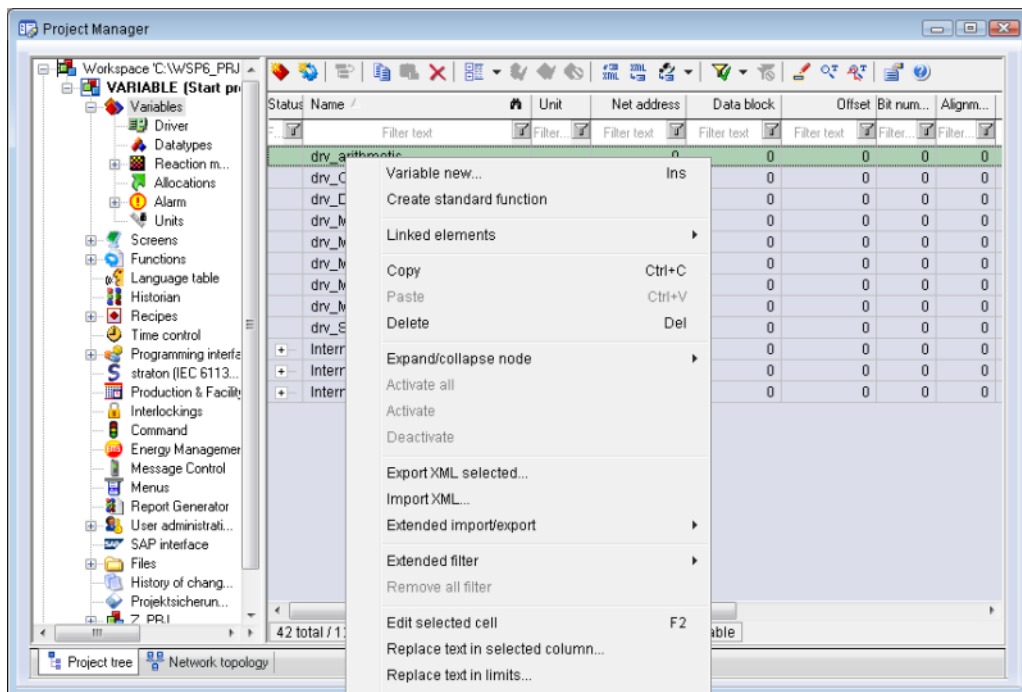 Project Manager
Workspace 'C:\WSP6_PRJ
VARIABLE (Start pro
Variables
Driver
Datatypes
Reaction m...
Allocations
Alarm
Units
Screens
Functions
Language table
Historian
Recipes
Time control
Programming interfa
straton (IEC 6113...
Production & Facility
Interlockings
Command
Energy Managemer
Message Control
Menus
Report Generator
User administrati...
SAP interface
Files
History of chang...
Projektsicherun...
Z_PRJ
Project tree Network topology
Status Name Unit Net address Data block Offset Bit num... Alignm...
F... Filter text Filter... Filter text Filter text Filter text Filter... Filter...
drv_arithmetic 0 0 0 0 0
drv_C 0 0 0 0
drv_D 0 0 0 0
drv_M 0 0 0 0
drv_M 0 0 0 0
drv_M 0 0 0 0
drv_M 0 0 0 0
drv_M 0 0 0 0
drv_S 0 0 0 0
Intern 0 0 0 0
Intern 0 0 0 0
Intern 0 0 0 0
42 total / 1
able
Variable new... Ins
Create standard function
Linked elements
Copy Ctrl+C
Paste Ctrl+V
Delete Del
Expand/collapse node
Activate all
Activate
Deactivate
Export XML selected...
Import XML...
Extended import/export
Extended filter
Remove all filter
Edit selected cell F2
Replace text in selected column...
Replace text in limits...